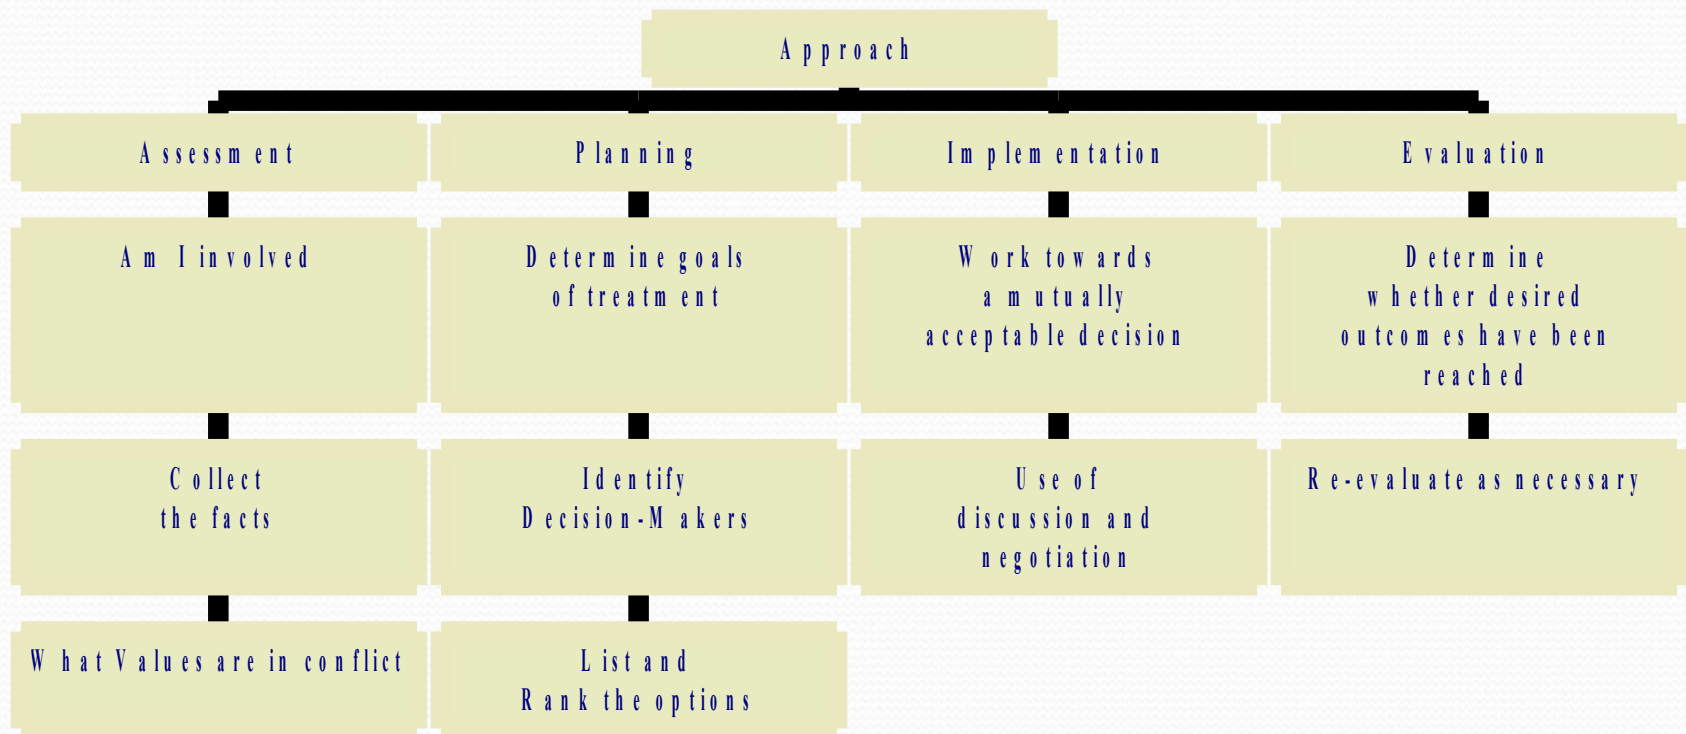 Approach
Assessment
Am I involved
Collect
the facts
What Values are in conflict
Planning
Determine goals
of treatment
Identify
Decision-Makers
List and
Rank the options
Implementation
Work towards
a mutually
acceptable decision
Use of
discussion and
negotiation
Evaluation
Determine
whether desired
outcomes have been
reached
Re-evaluate as necessary